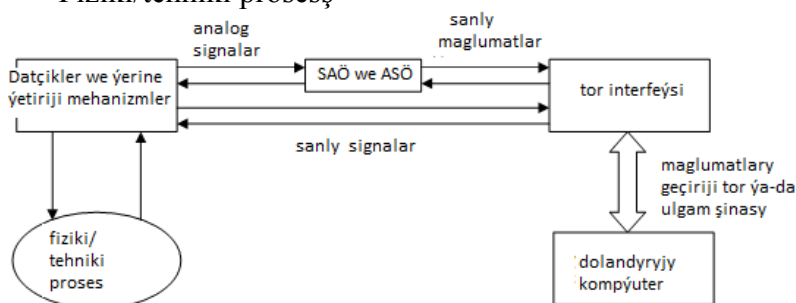 Fiziki/tehniki prosesş
analog
signalar
sanly
maglumatlar
Datçikler we ýerine
ýetiriji mehanizmler
SAÖ we ASÖ
tor interfeýsi
sanly signalar
maglumatlary
geçiriji tor ýa-da
ulgam şinasy
fiziki/
tehniki
proses
dolandyryjy
kompýuter